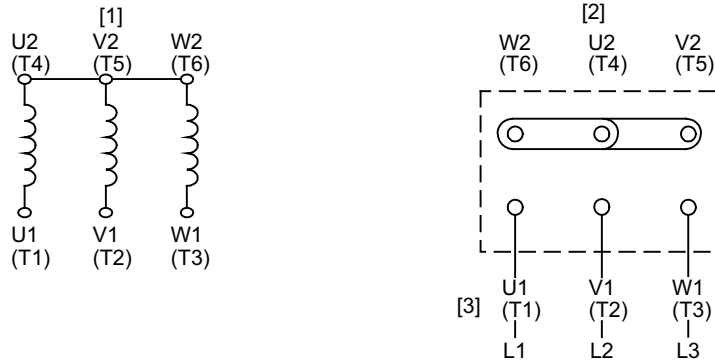 [1]
U2 V2 W2
(T4) (T5) (T6)
U1 V1 W1
(T1) (T2) (T3)
[2]
W2 U2 V2
(T6) (T4) (T5)
[3]
U1 V1 W1
(T1) (T2) (T3)
L1 L2 L3